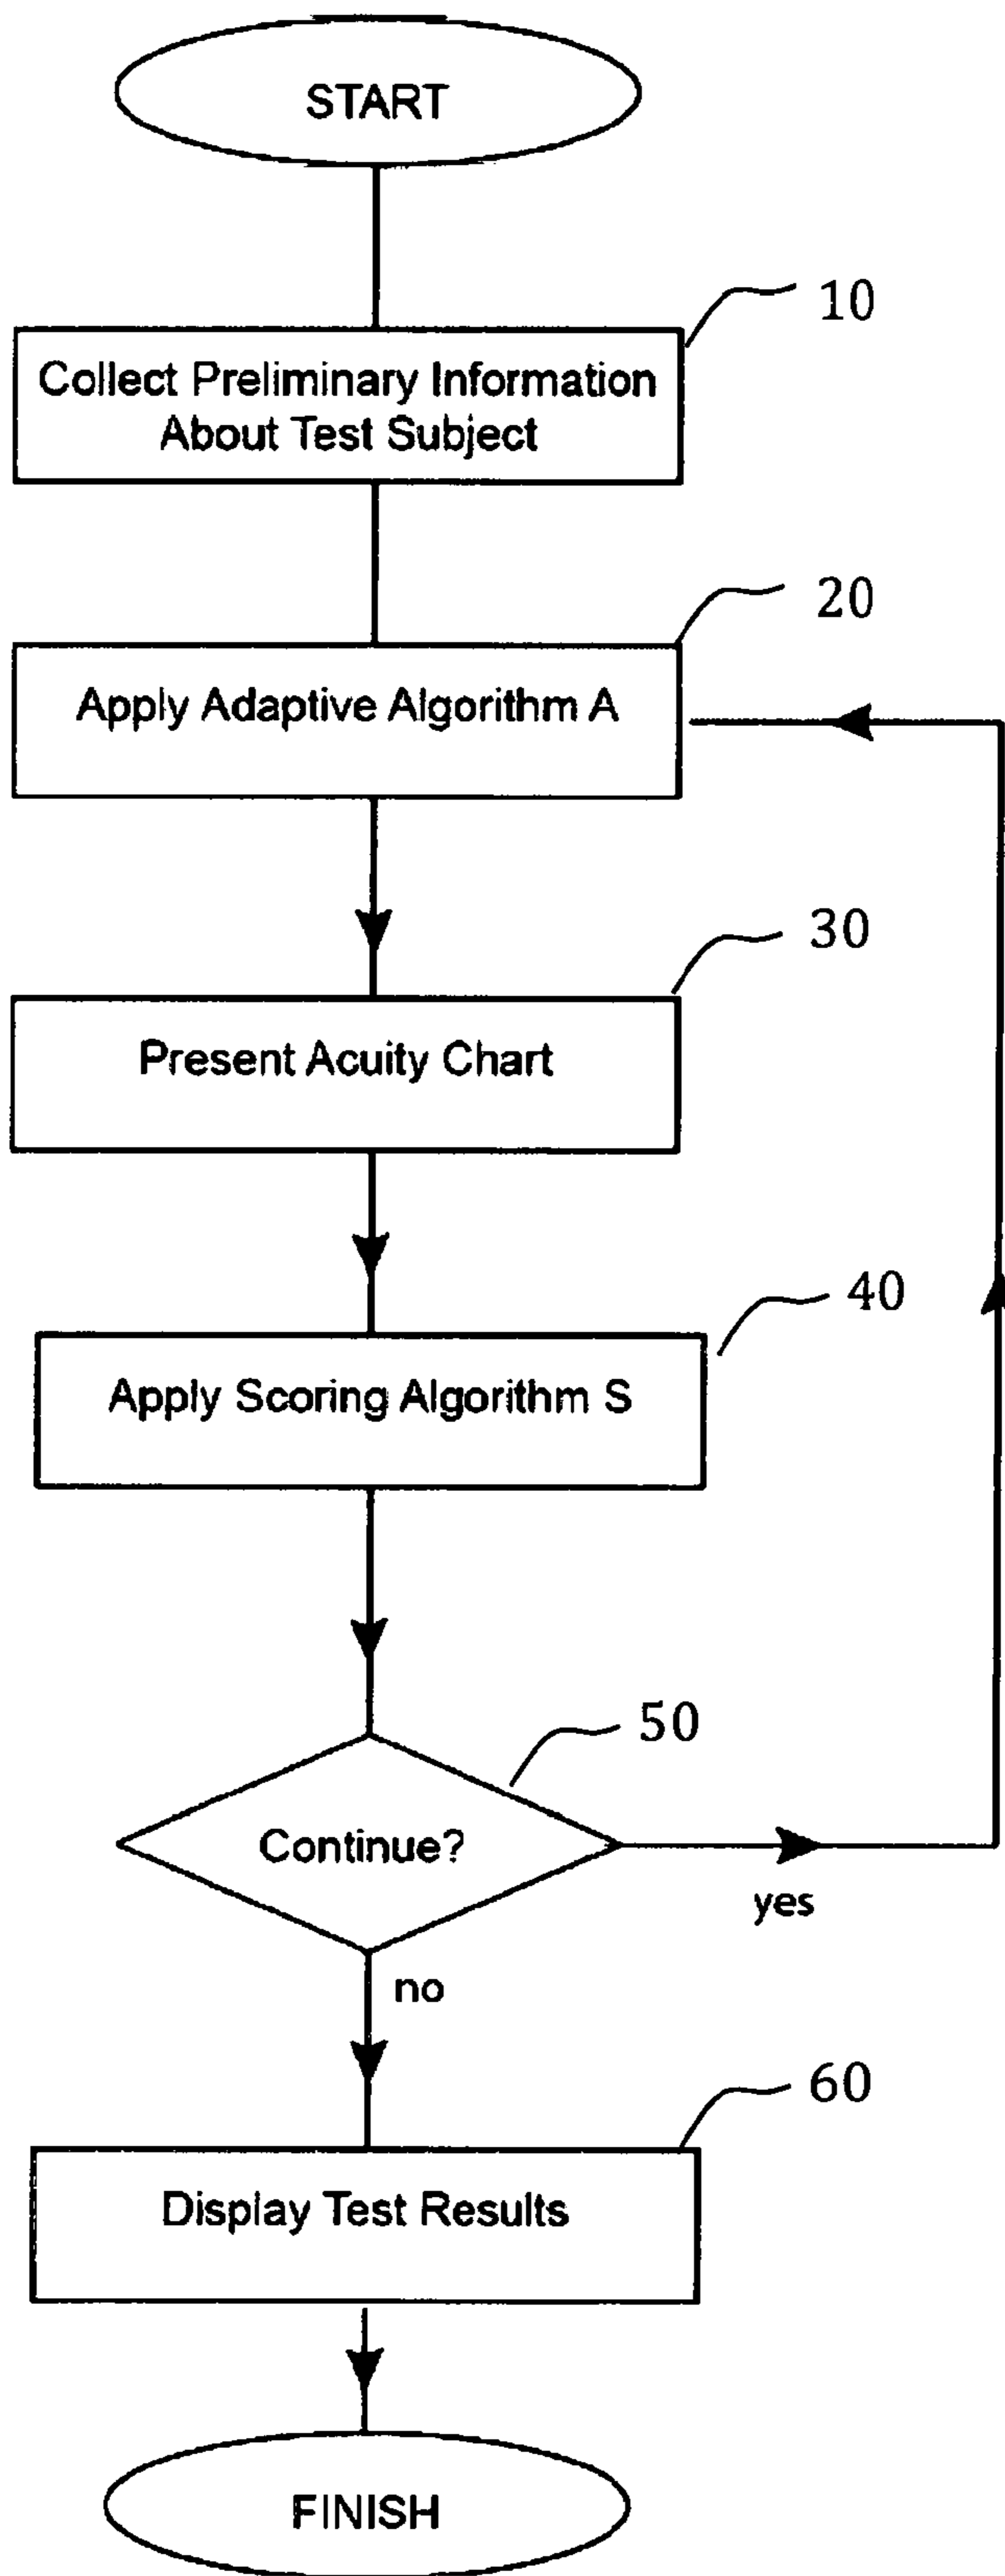 START
10
Collect Preliminary Information
About Test Subject
20
Apply Adaptive Algorithm A
30
Present Acuity Chart
40
Apply Scoring Algorithm S
50
Continue?
yes
no
60
Display Test Results
FINISH